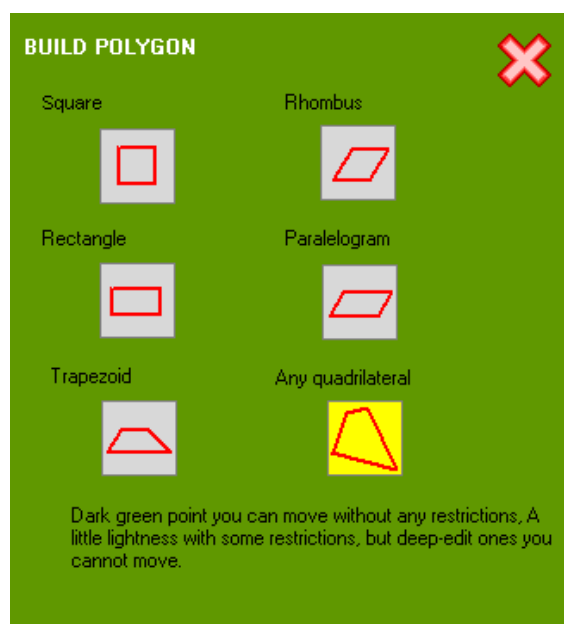 BUILD POLYGON
Square
Rhombus
Rectangle
Paralelogram
Trapezoid
Any quadrilateral
Dark green point you can move without any restrictions, A
little lightness with some restrictions, but deep-edit ones you
cannot move.